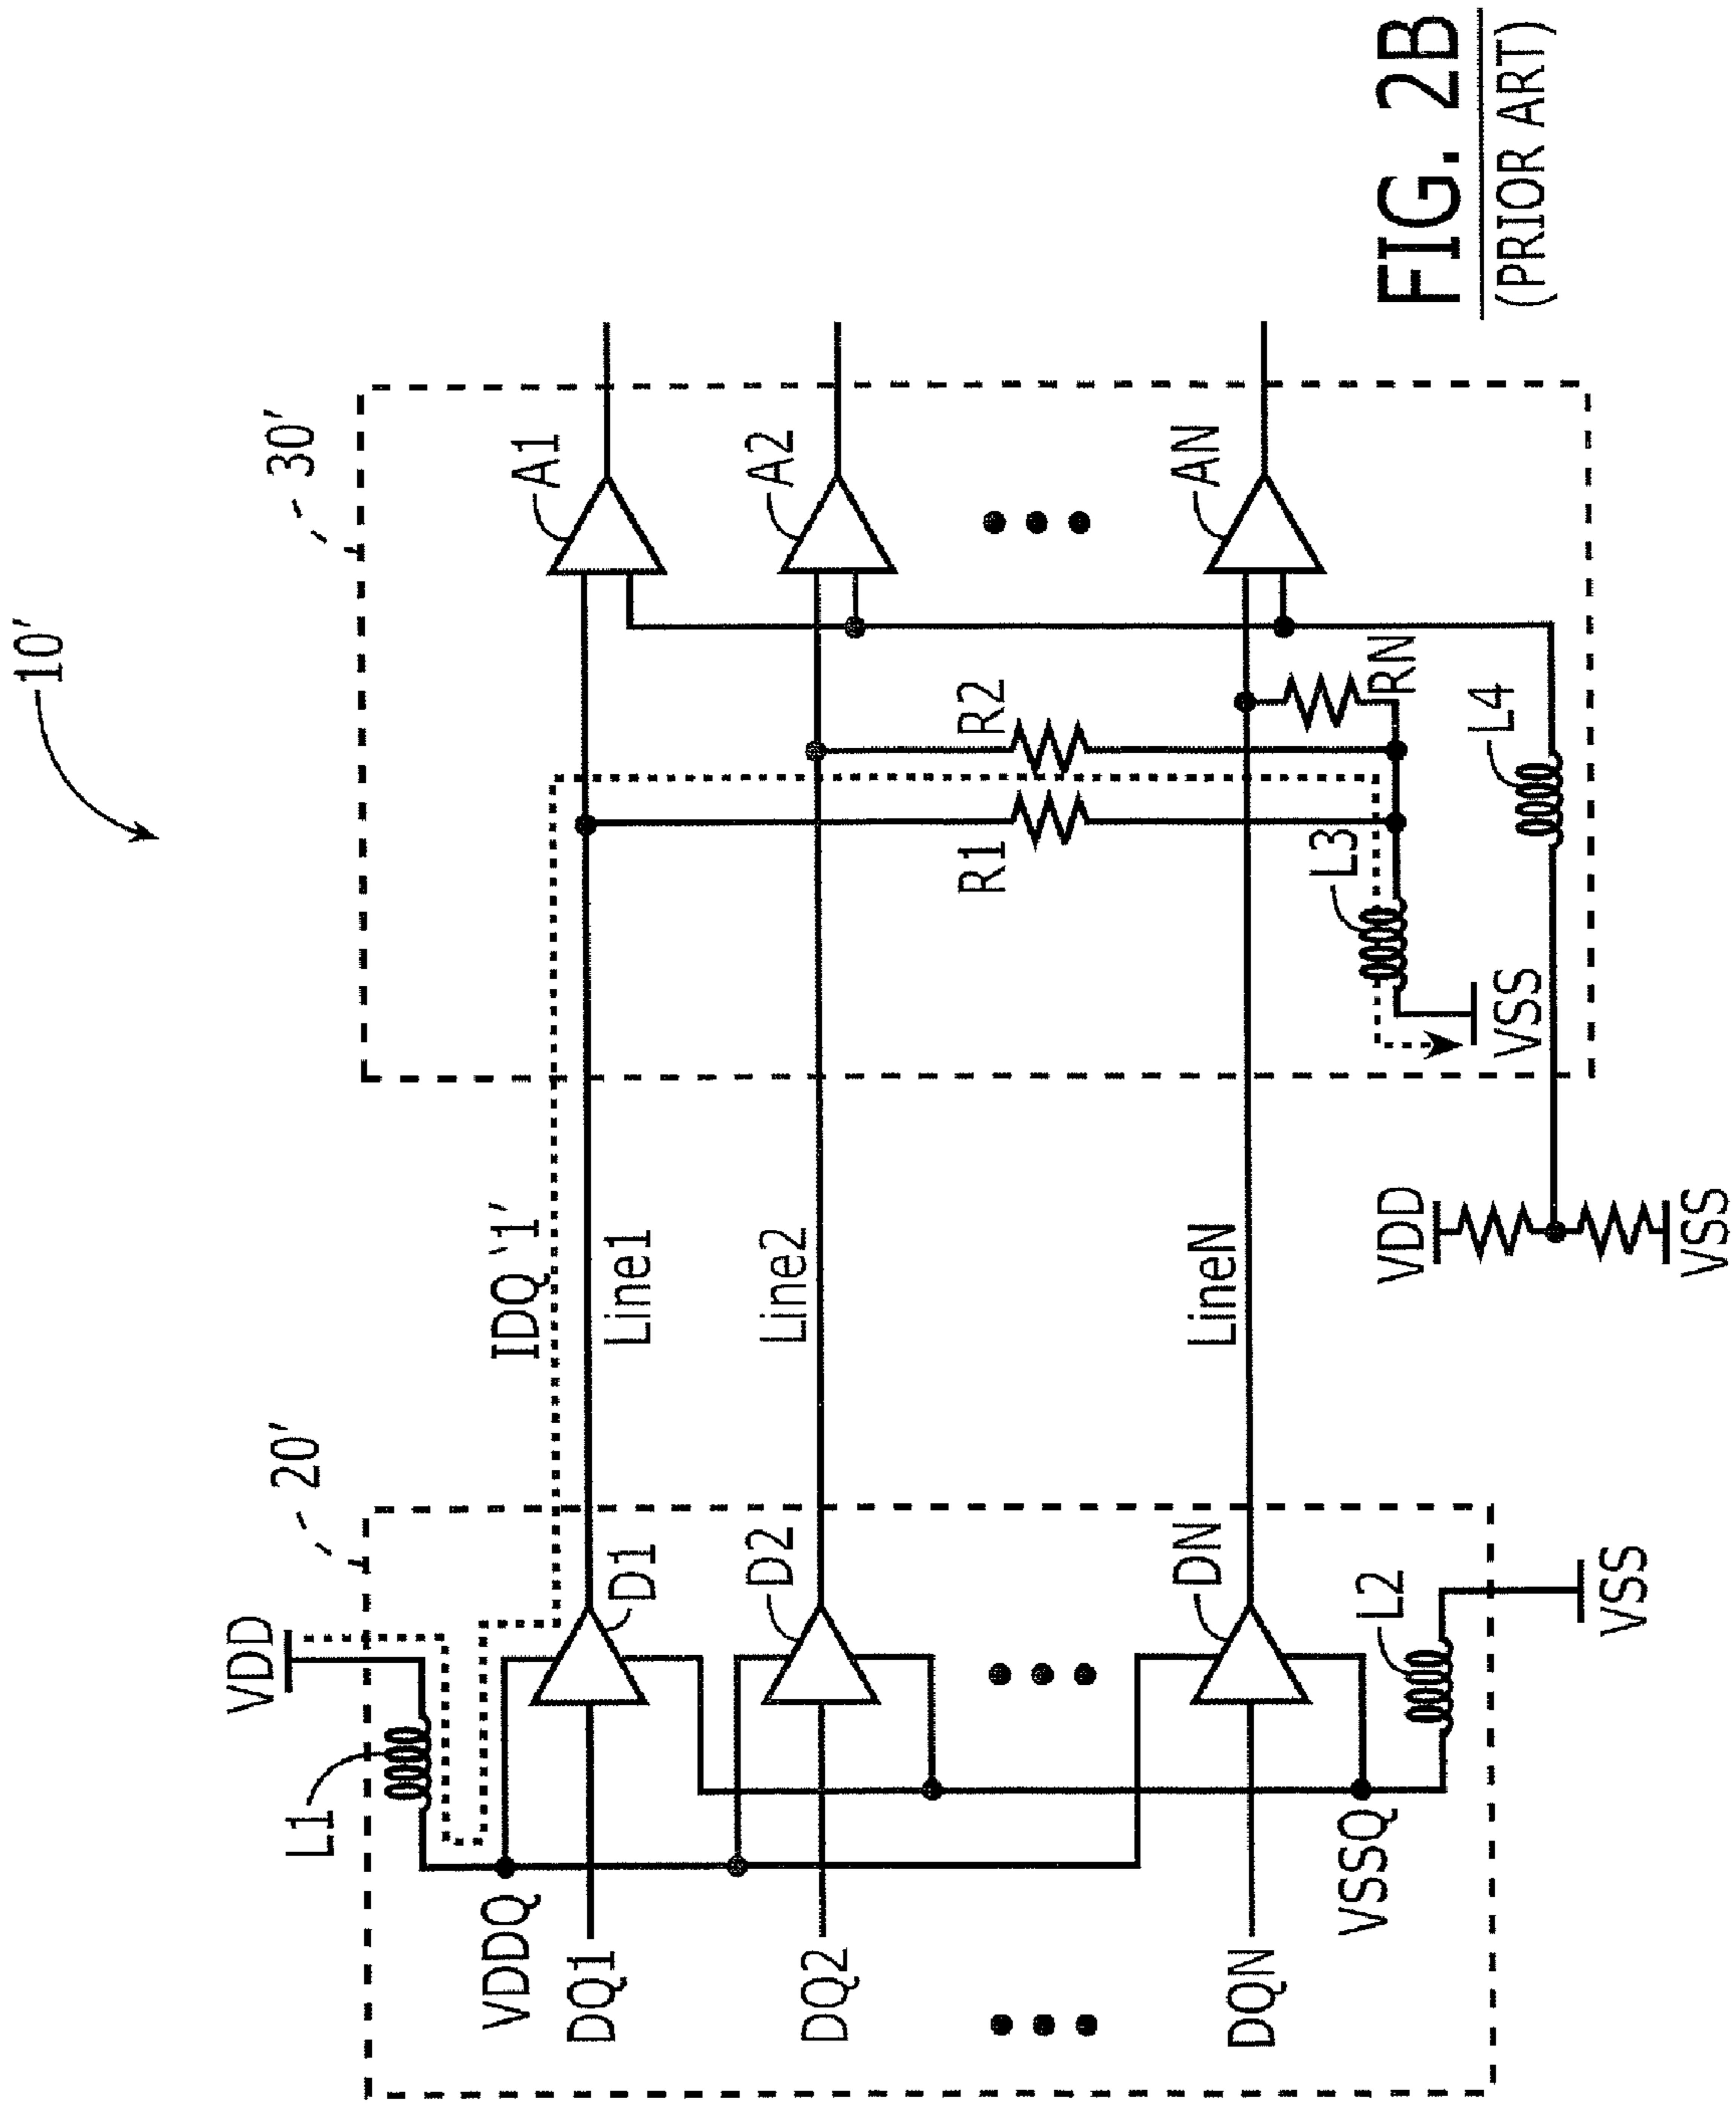 10′
20′
30′
VDD
L1
VDDQ
IDQ‘1’
D1
A1
DQ1
Line1
D2
A2
DQ2
Line2
R1
R2
DN
AN
DQN
LineN
RN
VSSQ
L2
L3
VSS
VSS
VDD
L4
VSS
FIG. 2B
(PRIOR ART)